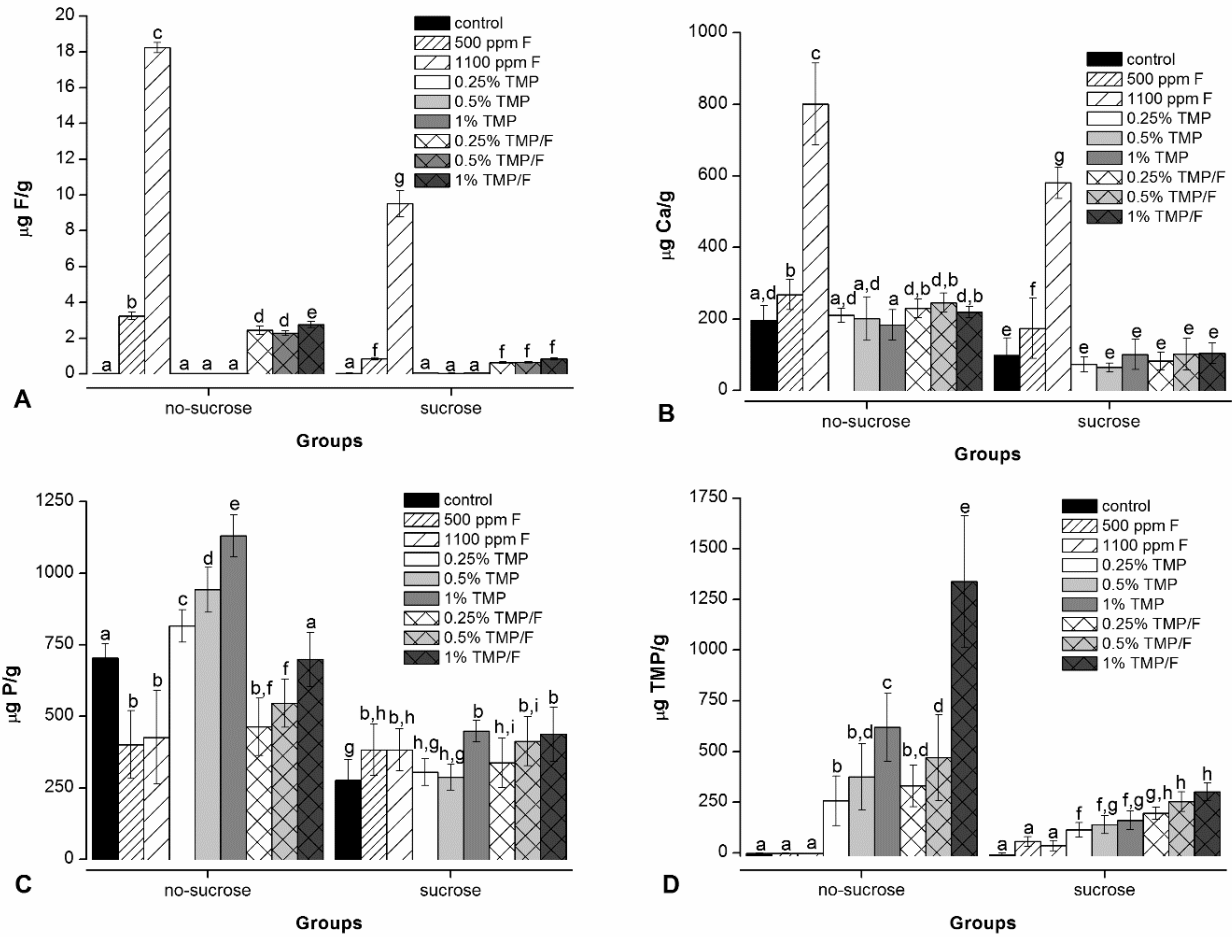 20
18
16
14
12
10
8
6
4
2
0
µg F/g
a
b
c
a
a
a
d
d
e
a
f
g
a
a
a
f
f
f
control
500 ppm F
1100 ppm F
0.25% TMP
0.5% TMP
1% TMP
0.25% TMP/F
0.5% TMP/F
1% TMP/F
no-sucrose
sucrose
Groups
A
1000
800
600
400
200
0
µg Ca/g
a,d
b
c
a,d
a,d
a
d,b
d,b
d,b
e
f
g
e
e
e
e
e
e
control
500 ppm F
1100 ppm F
0.25% TMP
0.5% TMP
1% TMP
0.25% TMP/F
0.5% TMP/F
1% TMP/F
no-sucrose
sucrose
Groups
B
1250
1000
750
500
250
0
µg P/g
a
b
b
c
d
e
b,f
f
a
g
b,h
b,h
h,g
h,g
b
h,i
b,i
b
control
500 ppm F
1100 ppm F
0.25% TMP
0.5% TMP
1% TMP
0.25% TMP/F
0.5% TMP/F
1% TMP/F
no-sucrose
sucrose
Groups
C
1750
1500
1250
1000
750
500
250
0
µg TMP/g
a
a
a
b
b,d
c
b,d
d
e
a
a
a
f
f,g
f,g
g,h
h
h
control
500 ppm F
1100 ppm F
0.25% TMP
0.5% TMP
1% TMP
0.25% TMP/F
0.5% TMP/F
1% TMP/F
no-sucrose
sucrose
Groups
D